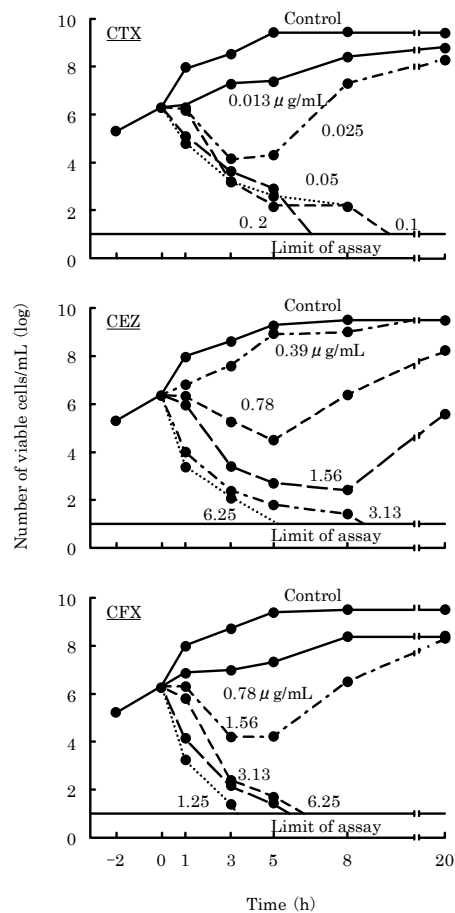 Control
CTX
10
8
0.013 μg/mL
6
0.025
4
0.05
2
0. 2
0.1
Limit of assay
0
Number of viable cells/mL (log)
Control
CEZ
10
8
0.39 μg/mL
6
0.78
4
1.56
2
6.25
3.13
Limit of assay
0
Control
CFX
10
8
6
0.78 μg/mL
1.56
4
3.13
2
1.25
6.25
Limit of assay
0
-2 0 1 3 5 8 20
Time (h)